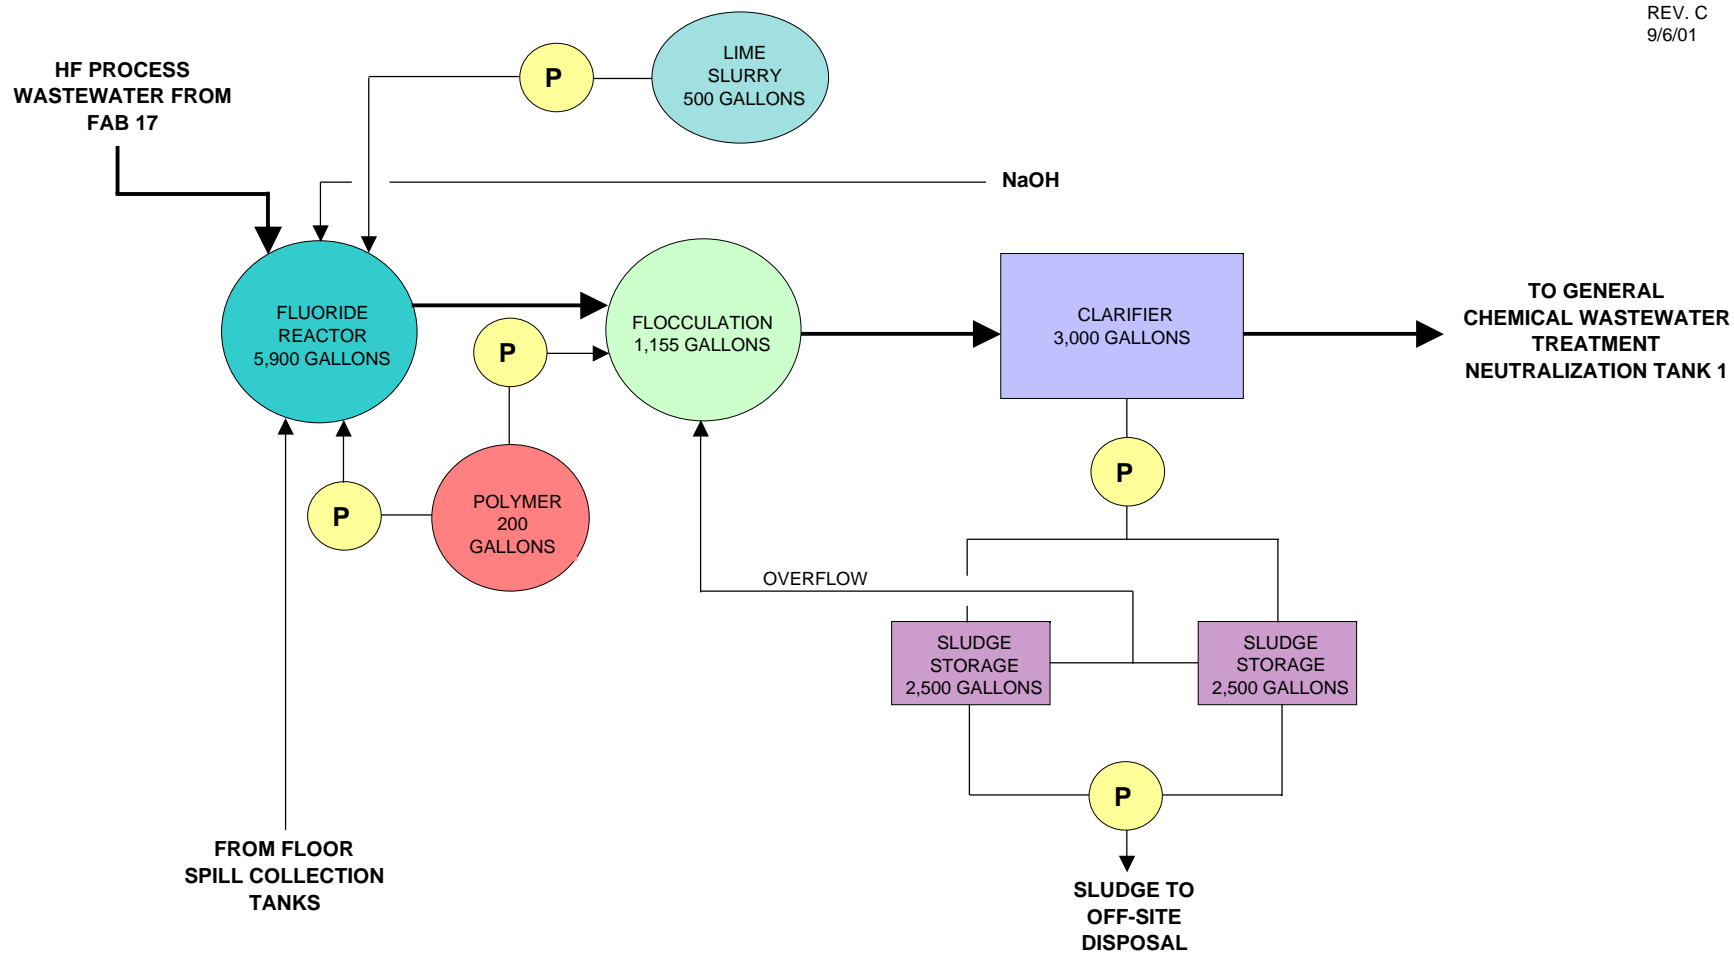 REV. C
9/6/01
HF PROCESS
WASTEWATER FROM
FAB 17
P
LIME
SLURRY
500 GALLONS
NaOH
FLUORIDE
REACTOR
5,900 GALLONS
P
FLOCCULATION
1,155 GALLONS
CLARIFIER
3,000 GALLONS
TO GENERAL
CHEMICAL WASTEWATER
TREATMENT
NEUTRALIZATION TANK 1
P
P
POLYMER
200
GALLONS
OVERFLOW
SLUDGE
STORAGE
2,500 GALLONS
SLUDGE
STORAGE
2,500 GALLONS
P
FROM FLOOR
SPILL COLLECTION
TANKS
SLUDGE TO
OFF-SITE
DISPOSAL